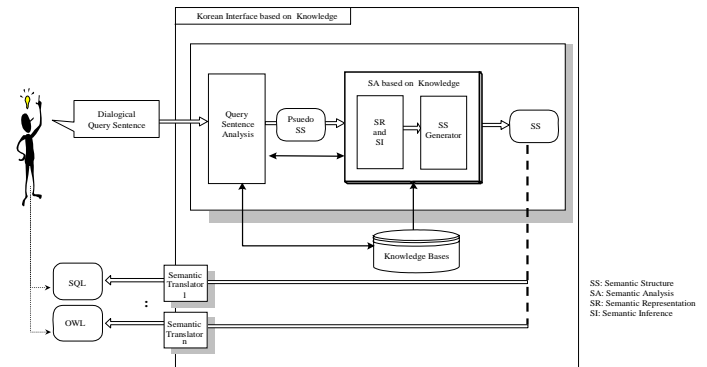 Korean Interface based on Knowledge
Dialogical
Query Sentence
Query
Sentence
Analysis
Psuedo
SS
SA based on Knowledge
SR
and
SI
SS
Generator
SS
Knowledge Bases
SQL
:
OWL
Semantic
Translator
1
Semantic
Translator
n
SS: Semantic Structure
SA: Semantic Analysis
SR: Semantic Representation
SI: Semantic Inference